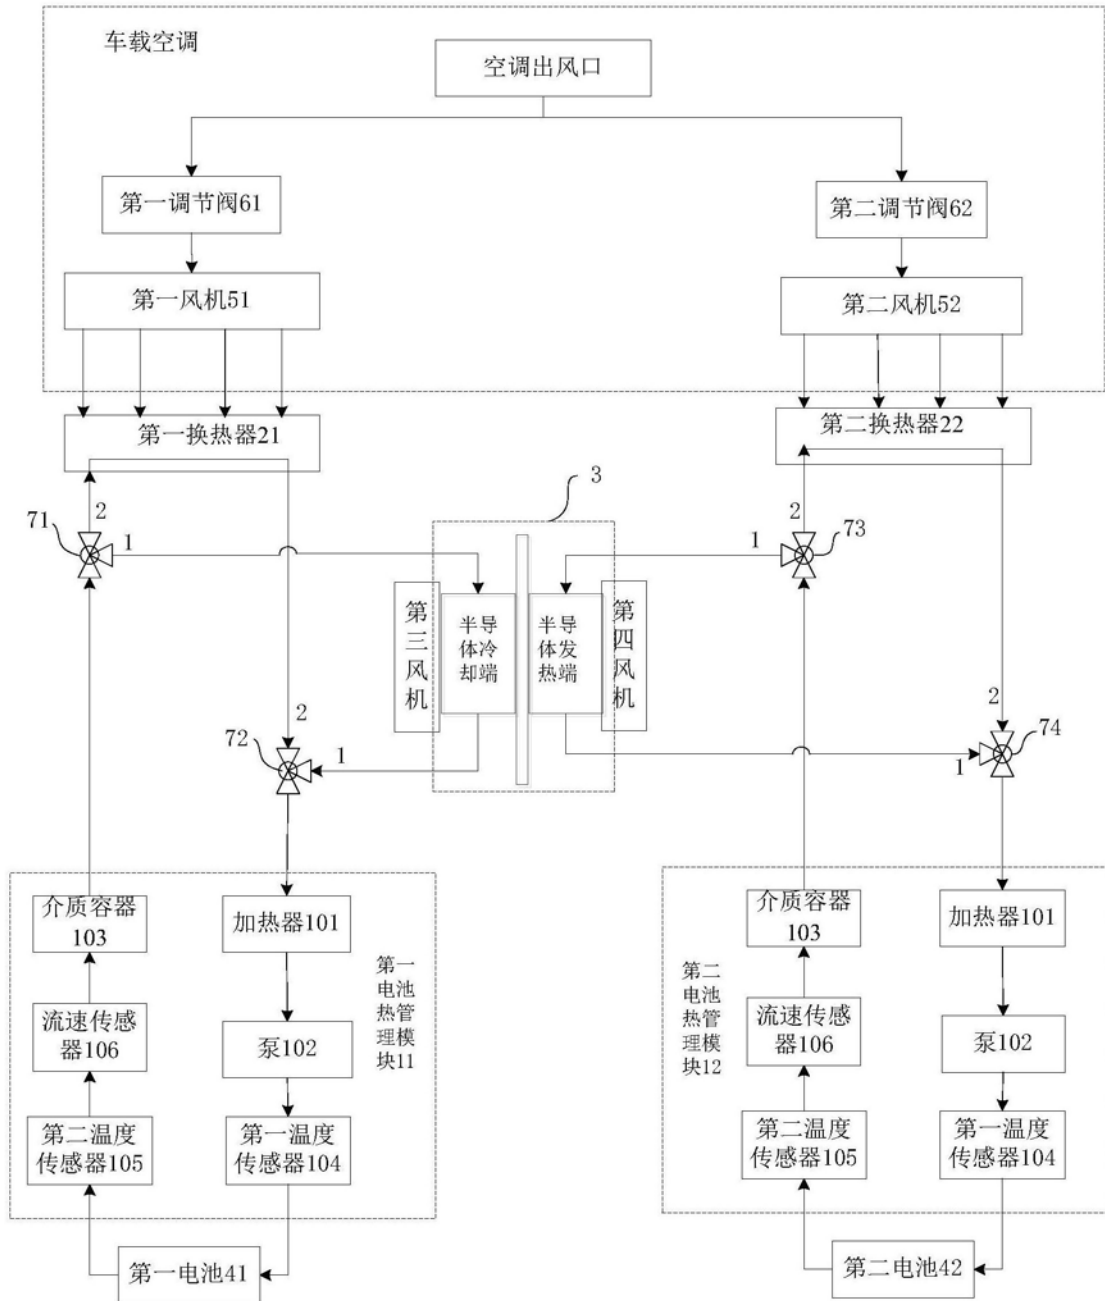 车载空调
空调出风口
第一调节阀61
第二调节阀62
第一风机51
第二风机52
第一换热器21
第二换热器22
3
71
2
1
2
1
73
第
三
风
机
半导
体冷
却端
半导
体发
热端
第
四
风
机
72
2
1
2
1
74
介质容器
103
加热器101
第一
电池
热管
理模
块11
流速传感
器106
泵102
第二温度
传感器105
第一温度
传感器104
第一电池41
介质容器
103
加热器101
第二
电池
热管
理模
块12
流速传感
器106
泵102
第二温度
传感器105
第一温度
传感器104
第二电池42